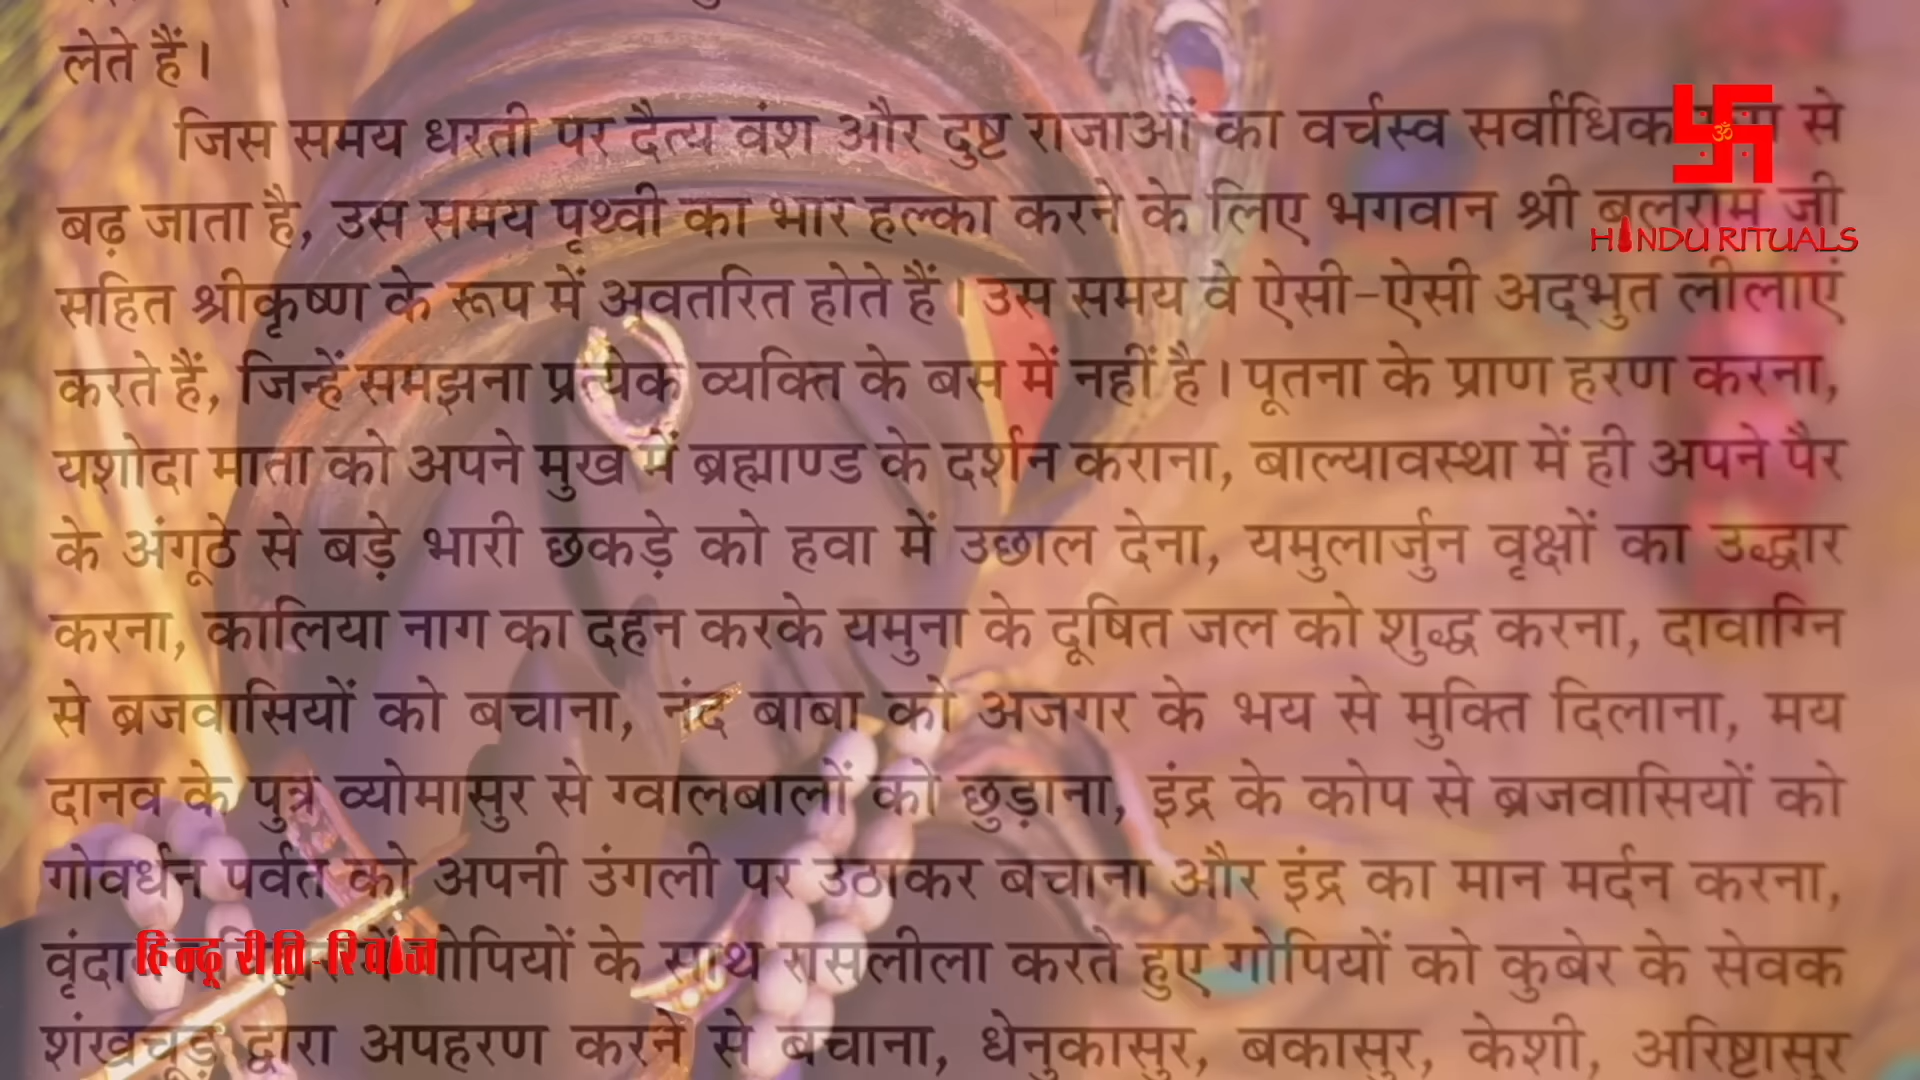 लेते हैं।
जिस समय धरती पर दैत्य वंश और दुष्ट राजाओं का वर्चस्व सर्वाधिक से
बढ़ जाता है, उस समय पृथ्वी का भार हल्का करने के लिए भगवान श्री बलराम जी
सहित श्रीकृष्ण के रूप में अवतरित होते हैं। उस समय वे ऐसी-ऐसी अद्भुत लीलाएं
करते हैं, जिन्हें समझना प्रत्येक व्यक्ति के बस में नहीं है। पूतना के प्राण हरण करना,
यशोदा माता को अपने मुख में ब्रह्माण्ड के दर्शन कराना, बाल्यावस्था में ही अपने पैर
के अंगूठे से बड़े भारी छकड़े को हवा में उछाल देना, यमुलार्जुन वृक्षों का उद्धार
करना, कालिया नाग का दहन करके यमुना के दूषित जल को शुद्ध करना, दावाग्नि
से ब्रजवासियों को बचाना, नंद बाबा को अजगर के भय से मुक्ति दिलाना, मय
दानव के पुत्र व्योमासुर से ग्वालबालों को छुड़ाना, इंद्र के कोप से ब्रजवासियों को
गोवर्धन पर्वत को अपनी उंगली पर उठाकर बचाना और इंद्र का मान मर्दन करना,
गोपियों के साथ रासलीला करते हुए गोपियों को कुबेर के सेवक
शंखचूड़ द्वारा अपहरण करने से बचाना, धेनुकासुर, बकासुर, केशी, अरिष्टासुर
ॐ
HINDU RITUALS
हिन्दू रीति-रिवाज